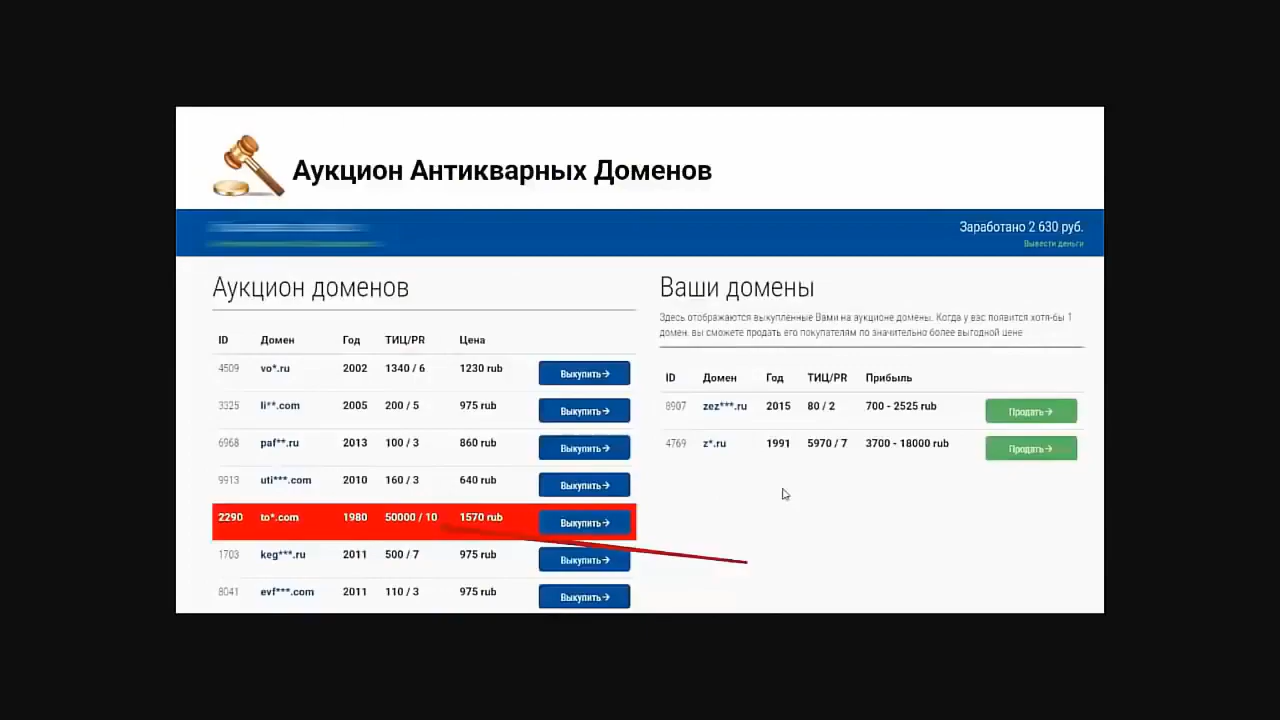 Аукцион Антикварных Доменов
Заработано 2 630 руб.
Вывести деньги
Аукцион доменов
ID Домен Год ТИЦ/PR Цена
4509 vo*.ru 2002 1340 / 6 1230 rub Выкупить→
3325 li**.com 2005 200 / 5 975 rub Выкупить→
6968 paf**.ru 2013 100 / 3 860 rub Выкупить→
9913 uti***.com 2010 160 / 3 640 rub Выкупить→
2290 to*.com 1980 50000 / 10 1570 rub Выкупить→
1703 keg***.ru 2011 500 / 7 975 rub Выкупить→
8041 evf***.com 2011 110 / 3 975 rub Выкупить→
Ваши домены
Здесь отображаются выкупленные Вами на аукционе домены. Когда у вас появится хотя-бы 1
домен, вы сможете продать его покупателям по значительно более выгодной цене
ID Домен Год ТИЦ/PR Прибыль
8907 zez***.ru 2015 80 / 2 700 - 2525 rub Продать→
4769 z*.ru 1991 5970 / 7 3700 - 18000 rub Продать→